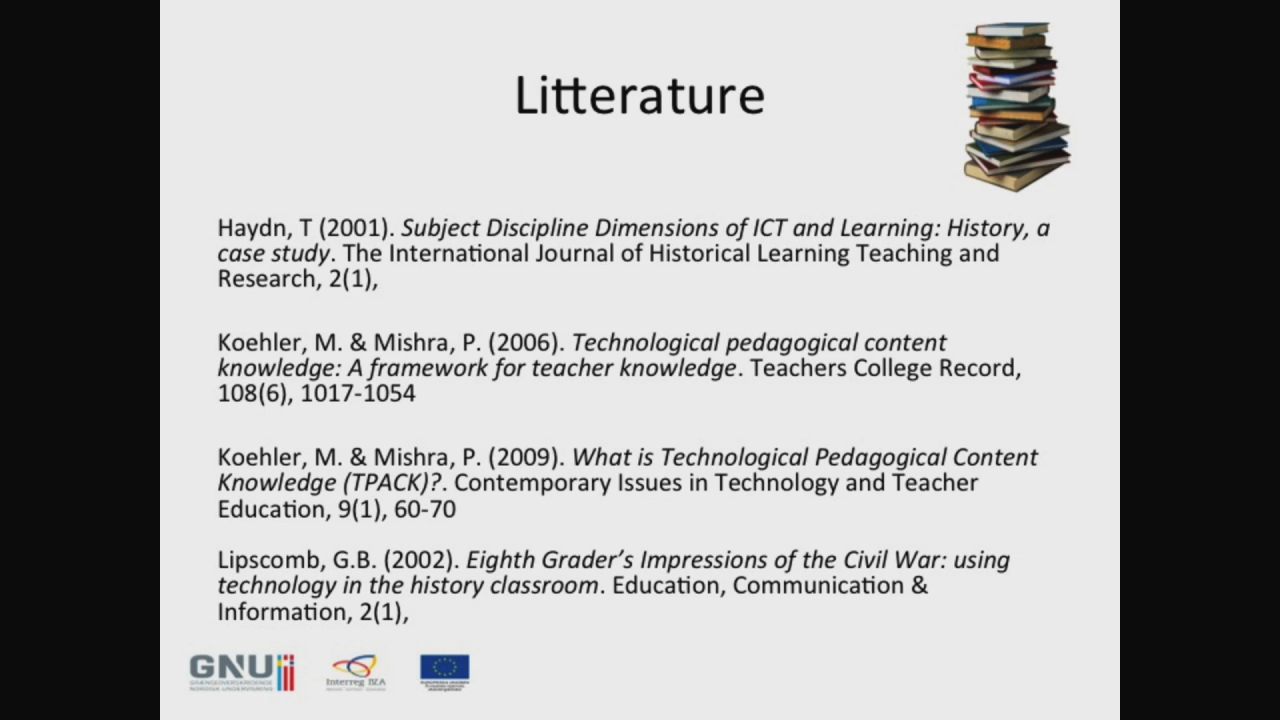 Litterature
Haydn, T (2001). Subject Discipline Dimensions of ICT and Learning: History, a
case study. The International Journal of Historical Learning Teaching and
Research, 2(1),
Koehler, M. & Mishra, P. (2006). Technological pedagogical content
knowledge: A framework for teacher knowledge. Teachers College Record,
108(6), 1017-1054
Koehler, M. & Mishra, P. (2009). What is Technological Pedagogical Content
Knowledge (TPACK)?. Contemporary Issues in Technology and Teacher
Education, 9(1), 60-70
Lipscomb, G.B. (2002). Eighth Grader’s Impressions of the Civil War: using
technology in the history classroom. Education, Communication &
Information, 2(1),
GNU
GRÆNSEOVERSKRIDENDE
NORDISK UNDERVISNING
Interreg IVA